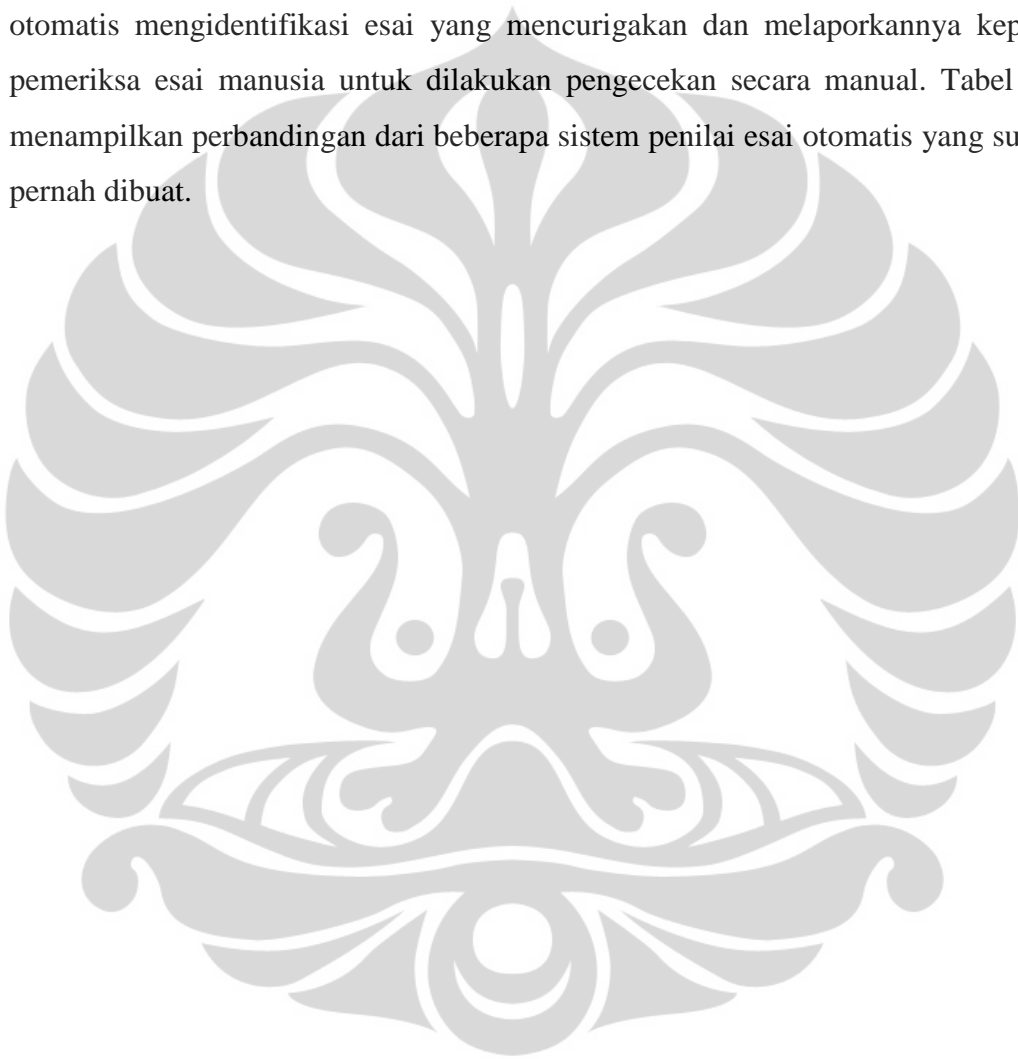 otomatis mengidentifikasi esai yang mencurigakan dan melaporkannya kep
pemeriksa esai manusia untuk dilakukan pengecekan secara manual. Tabel
menampilkan perbandingan dari beberapa sistem penilai esai otomatis yang su
pernah dibuat.